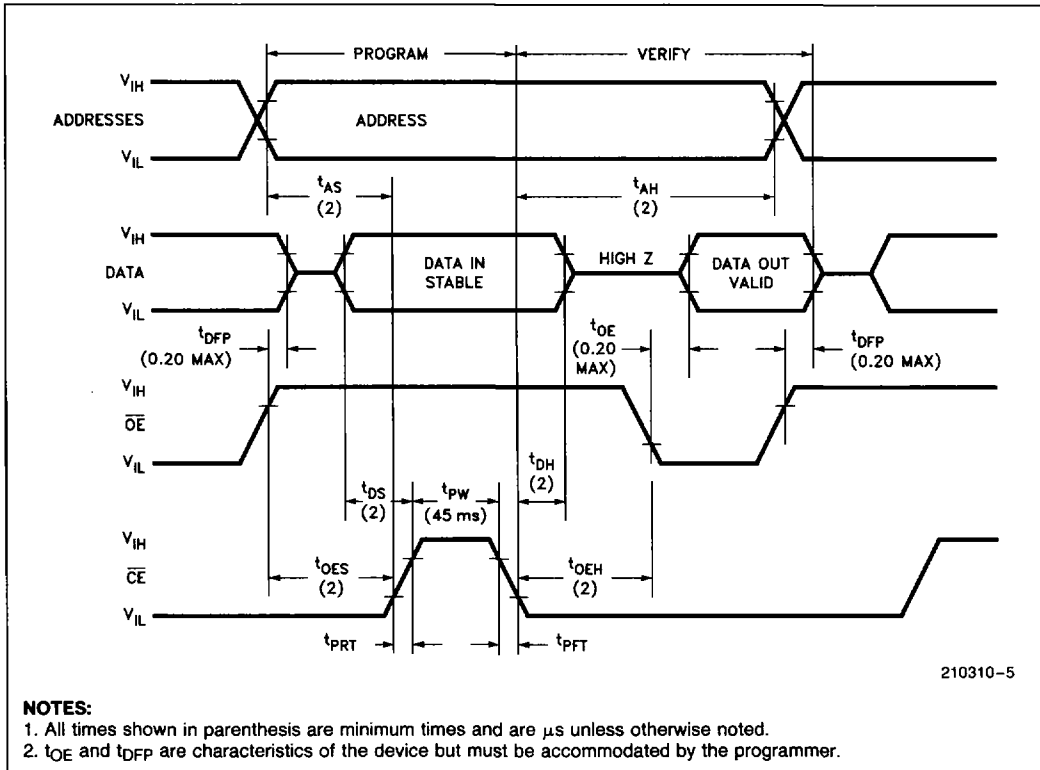 PROGRAM VERIFY
VIH
ADDRESSES ADDRESS
VIL
tAS tAH
(2) (2)
VIH
DATA DATA IN STABLE HIGH Z DATA OUT VALID
VIL
tDFP (0.20 MAX) tOE (0.20 MAX) tDFP (0.20 MAX)
VIH
OE
VIL
tDS (2) tPW (45 ms) tDH (2)
VIH
CE tOES (2) tOEH (2)
VIL
tPRT tPFT
210310-5
NOTES:
1. All times shown in parenthesis are minimum times and are μs unless otherwise noted.
2. tOE and tDFP are characteristics of the device but must be accommodated by the programmer.